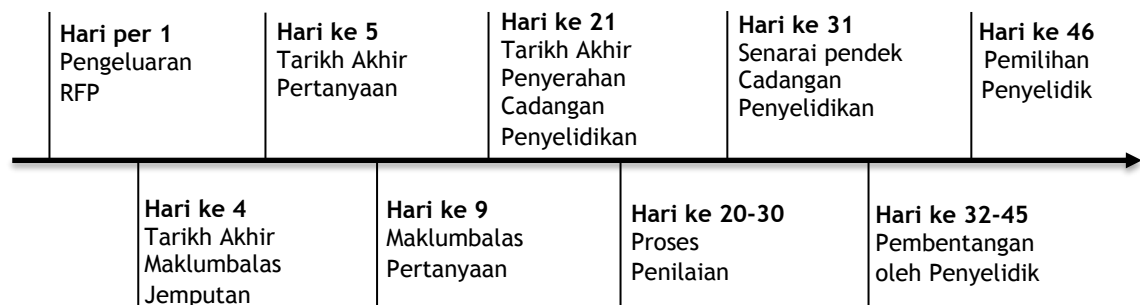 Hari per 1
Pengeluaran
RFP
Hari ke 5
Tarikh Akhir
Pertanyaan
Hari ke 21
Tarikh Akhir
Penyerahan
Cadangan
Penyelidikan
Hari ke 31
Senarai pendek
Cadangan
Penyelidikan
Hari ke 46
Pemilihan
Penyelidik
Hari ke 4
Tarikh Akhir
Maklumbalas
Jemputan
Hari ke 9
Maklumbalas
Pertanyaan
Hari ke 20-30
Proses
Penilaian
Hari ke 32-45
Pembentangan
oleh Penyelidik